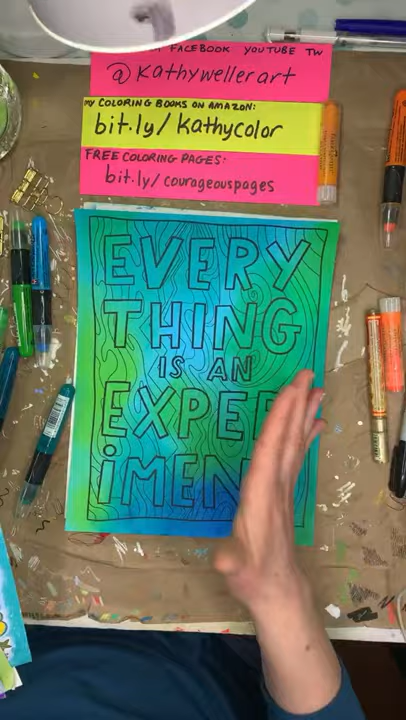 FACEBOOK YOUTUBE TW
@kathywellerart
MY COLORING BOOKS ON AMAZON:
bit.ly/kathycolor
FREE COLORING PAGES:
bit.ly/courageouspages
EVERY
THING
IS AN
EXPER
iMEN